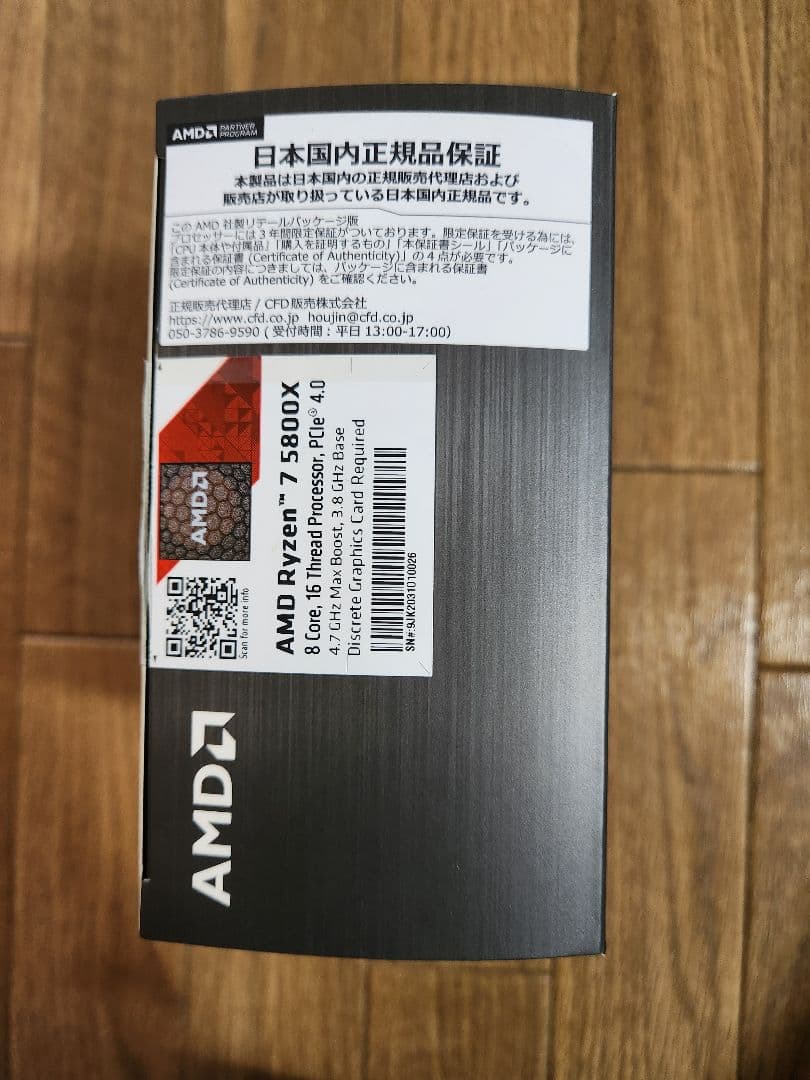 AMD PARTNER PROGRAM
日本国内正規品保証
本製品は日本国内の正規販売代理店および
販売店が取り扱っている日本国内正規品です。
この AMD 社製リテールパッケージ版
プロセッサーには3年間限定保証がついております。限定保証を受ける為には、
「CPU 本体や付属品」「購入を証明するもの」「本保証書シール」「パッケージに
含まれる保証書 (Certificate of Authenticity)」の4点が必要です。
限定保証の内容につきましては、パッケージに含まれる保証書
(Certificate of Authenticity) をご確認ください。
正規販売代理店 / CFD販売株式会社
https://www.cfd.co.jp houjin@cfd.co.jp
050-3786-9590 ( 受付時間：平日 13:00-17:00)
AMD
Scan for more info
AMD Ryzen™ 7 5800X
8 Core, 16 Thread Processor, PCIe® 4.0
4.7 GHz Max Boost, 3.8 GHz Base
Discrete Graphics Card Required
SN#:9JK2031O10026
AMD